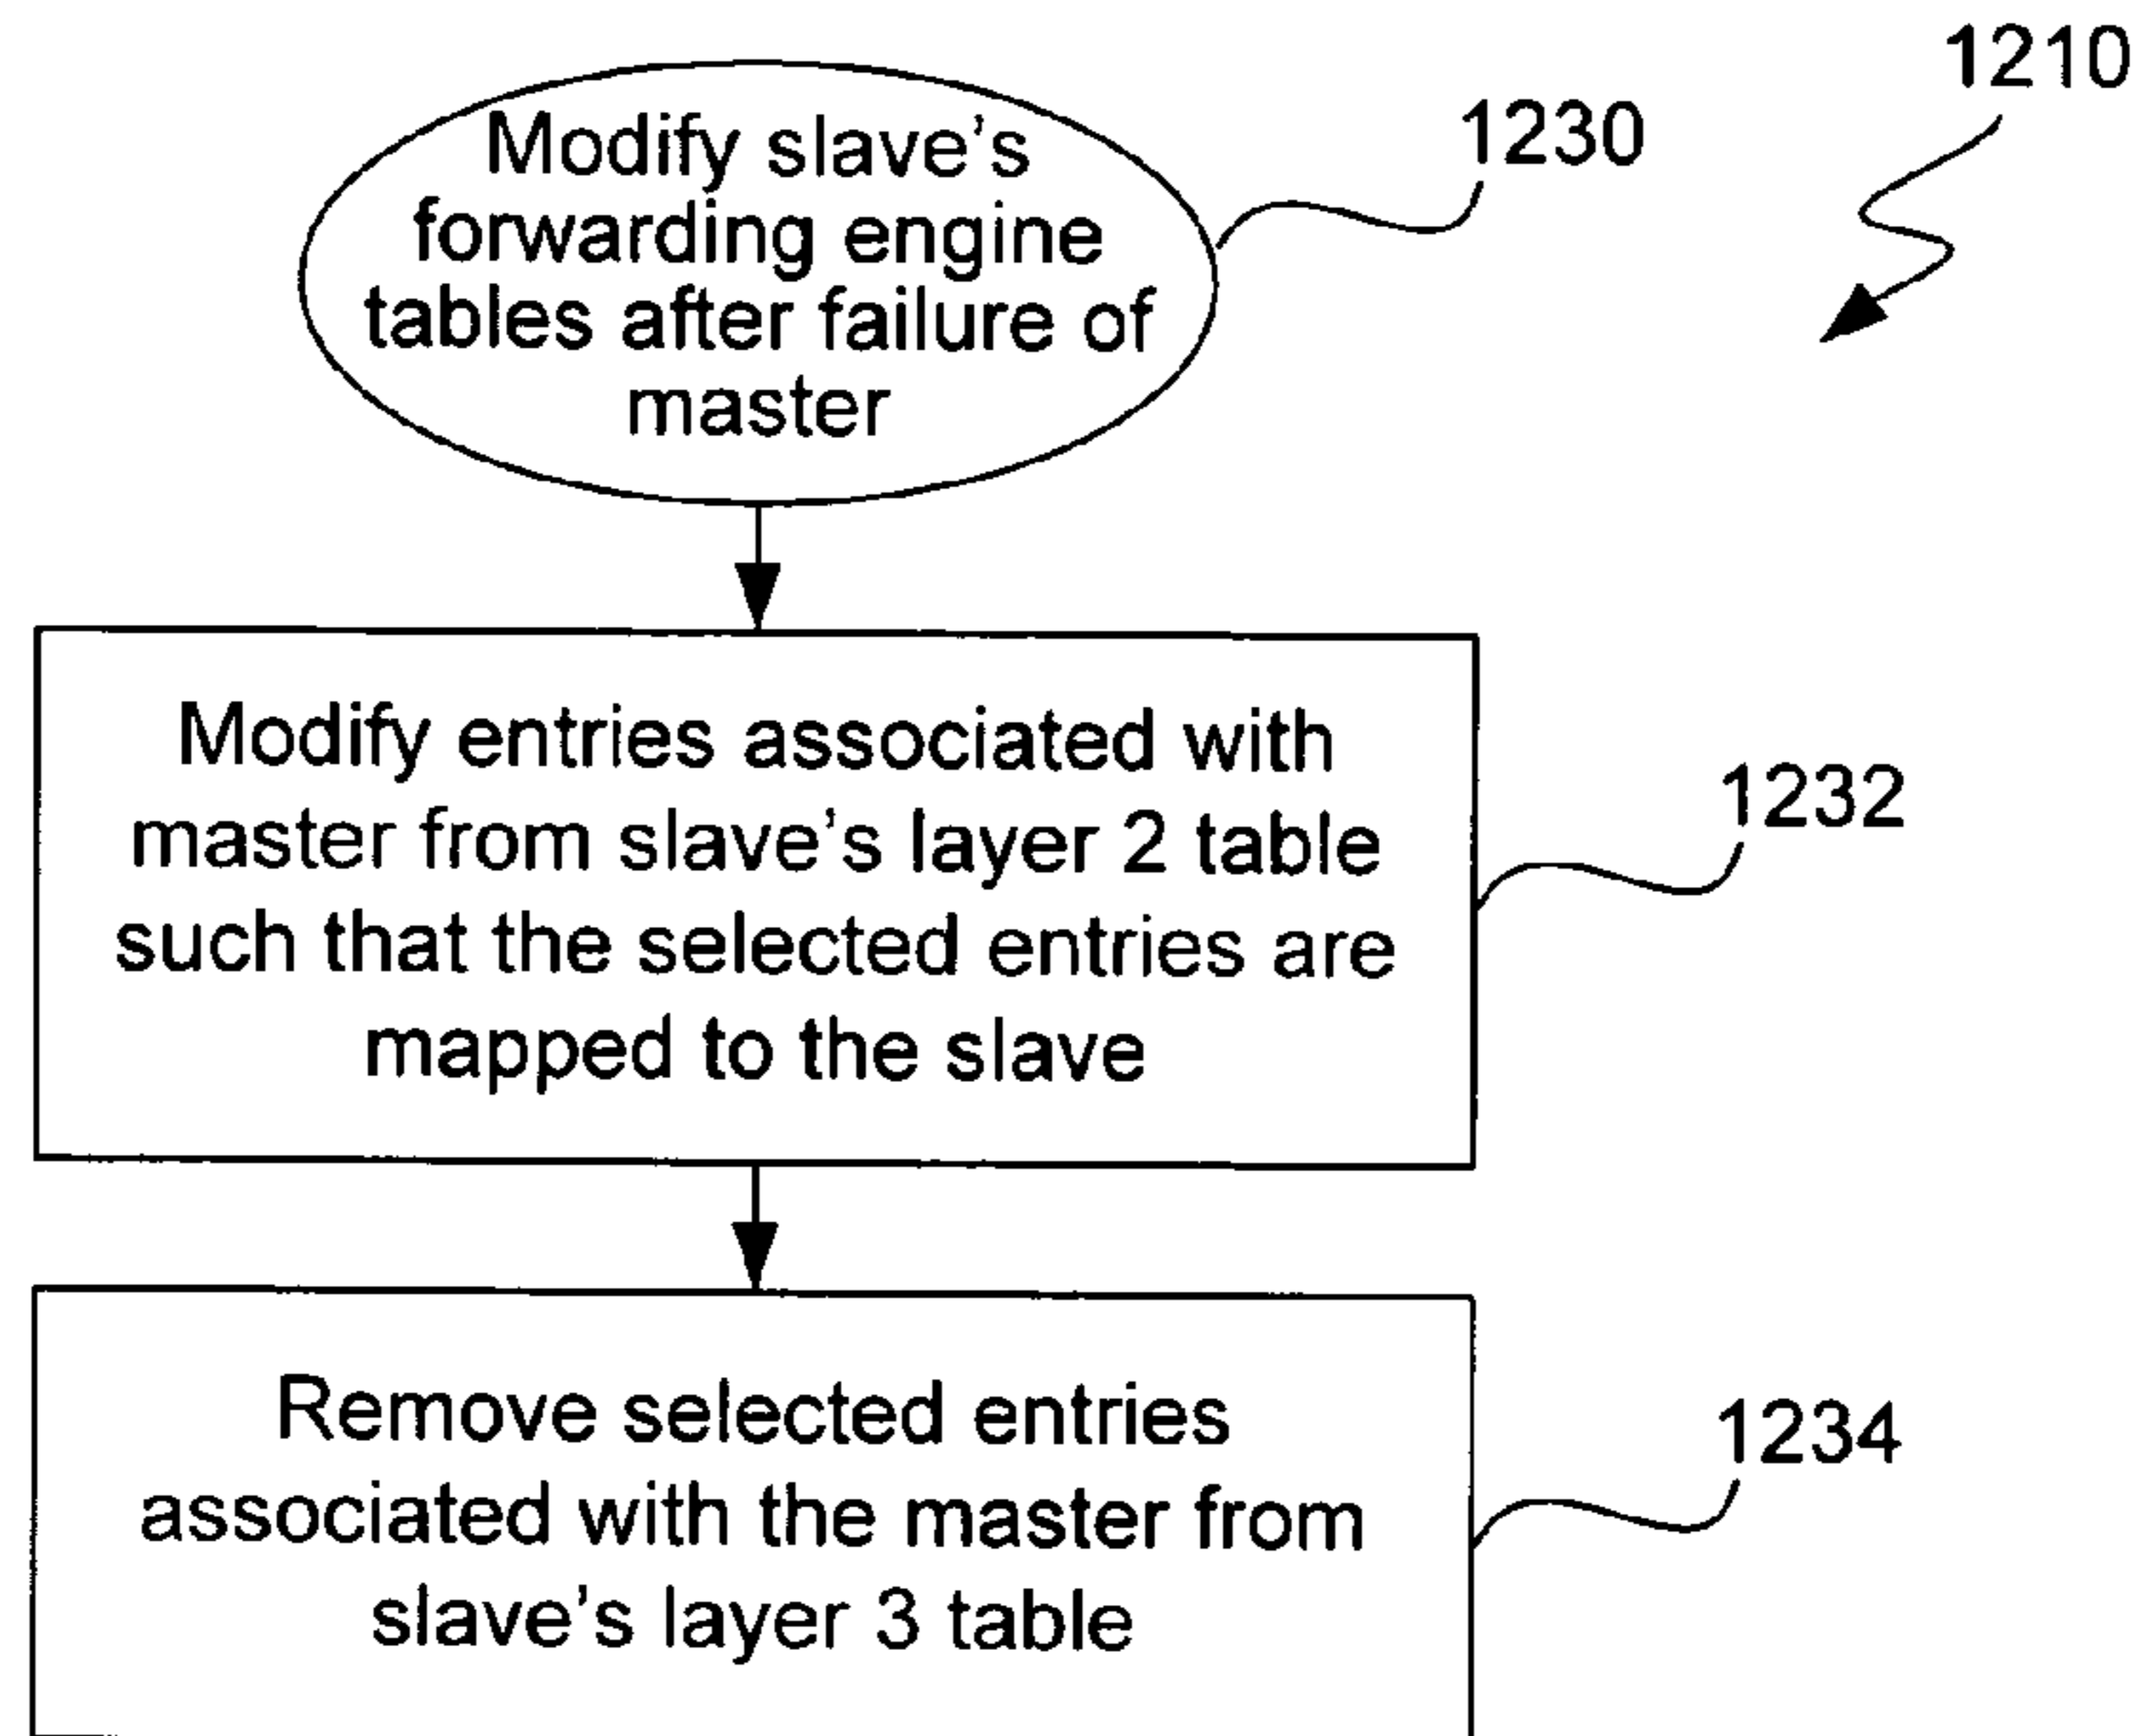 1210
1230
Modify slave's
forwarding engine
tables after failure of
master
Modify entries associated with
master from slave's layer 2 table
such that the selected entries are
mapped to the slave
1232
Remove selected entries
associated with the master from
slave's layer 3 table
1234